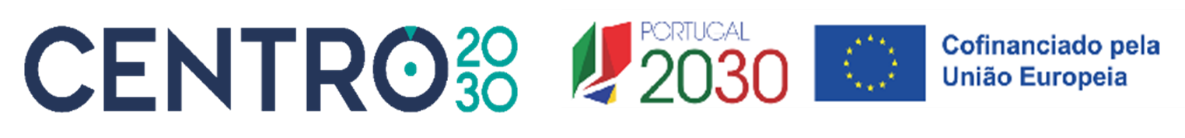 CENTRO 20
30
PORTUGAL
2030
Cofinanciado pela
União Europeia